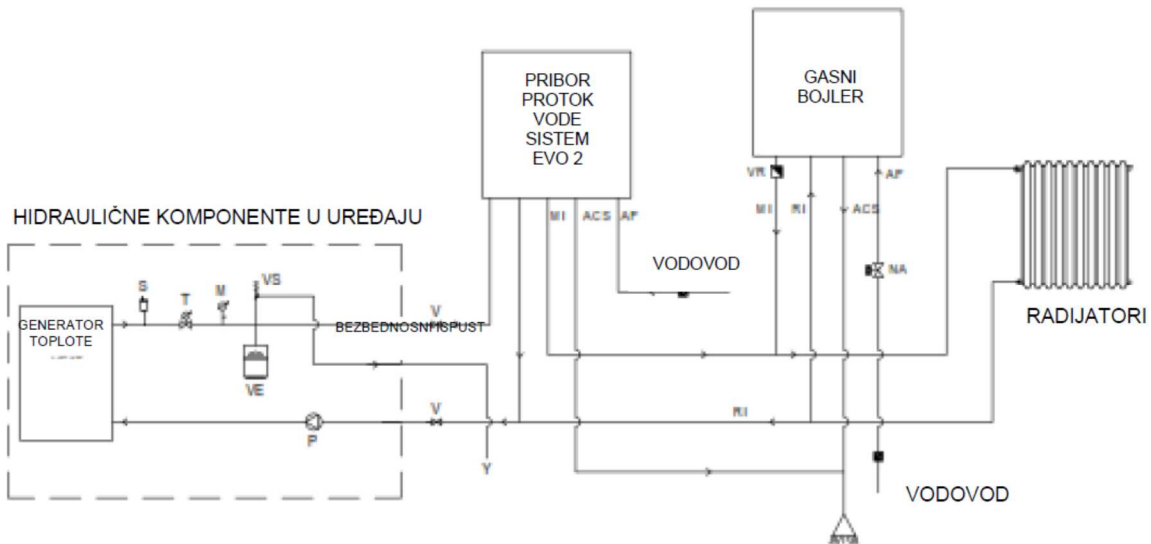 PRIBOR
PROTOK
VODE
SISTEM
EVO 2
GASNI
BOJLER
VR
AF
MI
ACS
AF
MI
RI
ACS
HIDRAULIČNE KOMPONENTE U UREĐAJU
VODOVOD
NA
S
T
M
VS
V
BEZBEDNOSNI ISPUST
GENERATOR
TOPLOTE
RADIJATORI
VE
V
RI
P
Y
VODOVOD